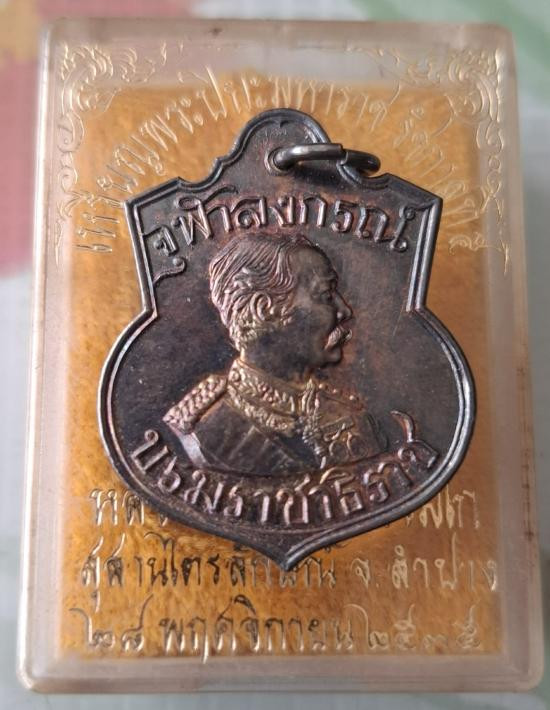 เหรียญพระปิยะมหาราช
จุฬาลงกรณ์
บรมราชาธิราช
สุสานไตรลักษณ์ จ. ลำปาง
๒๘ พฤศจิกายน ๒๕๓๕